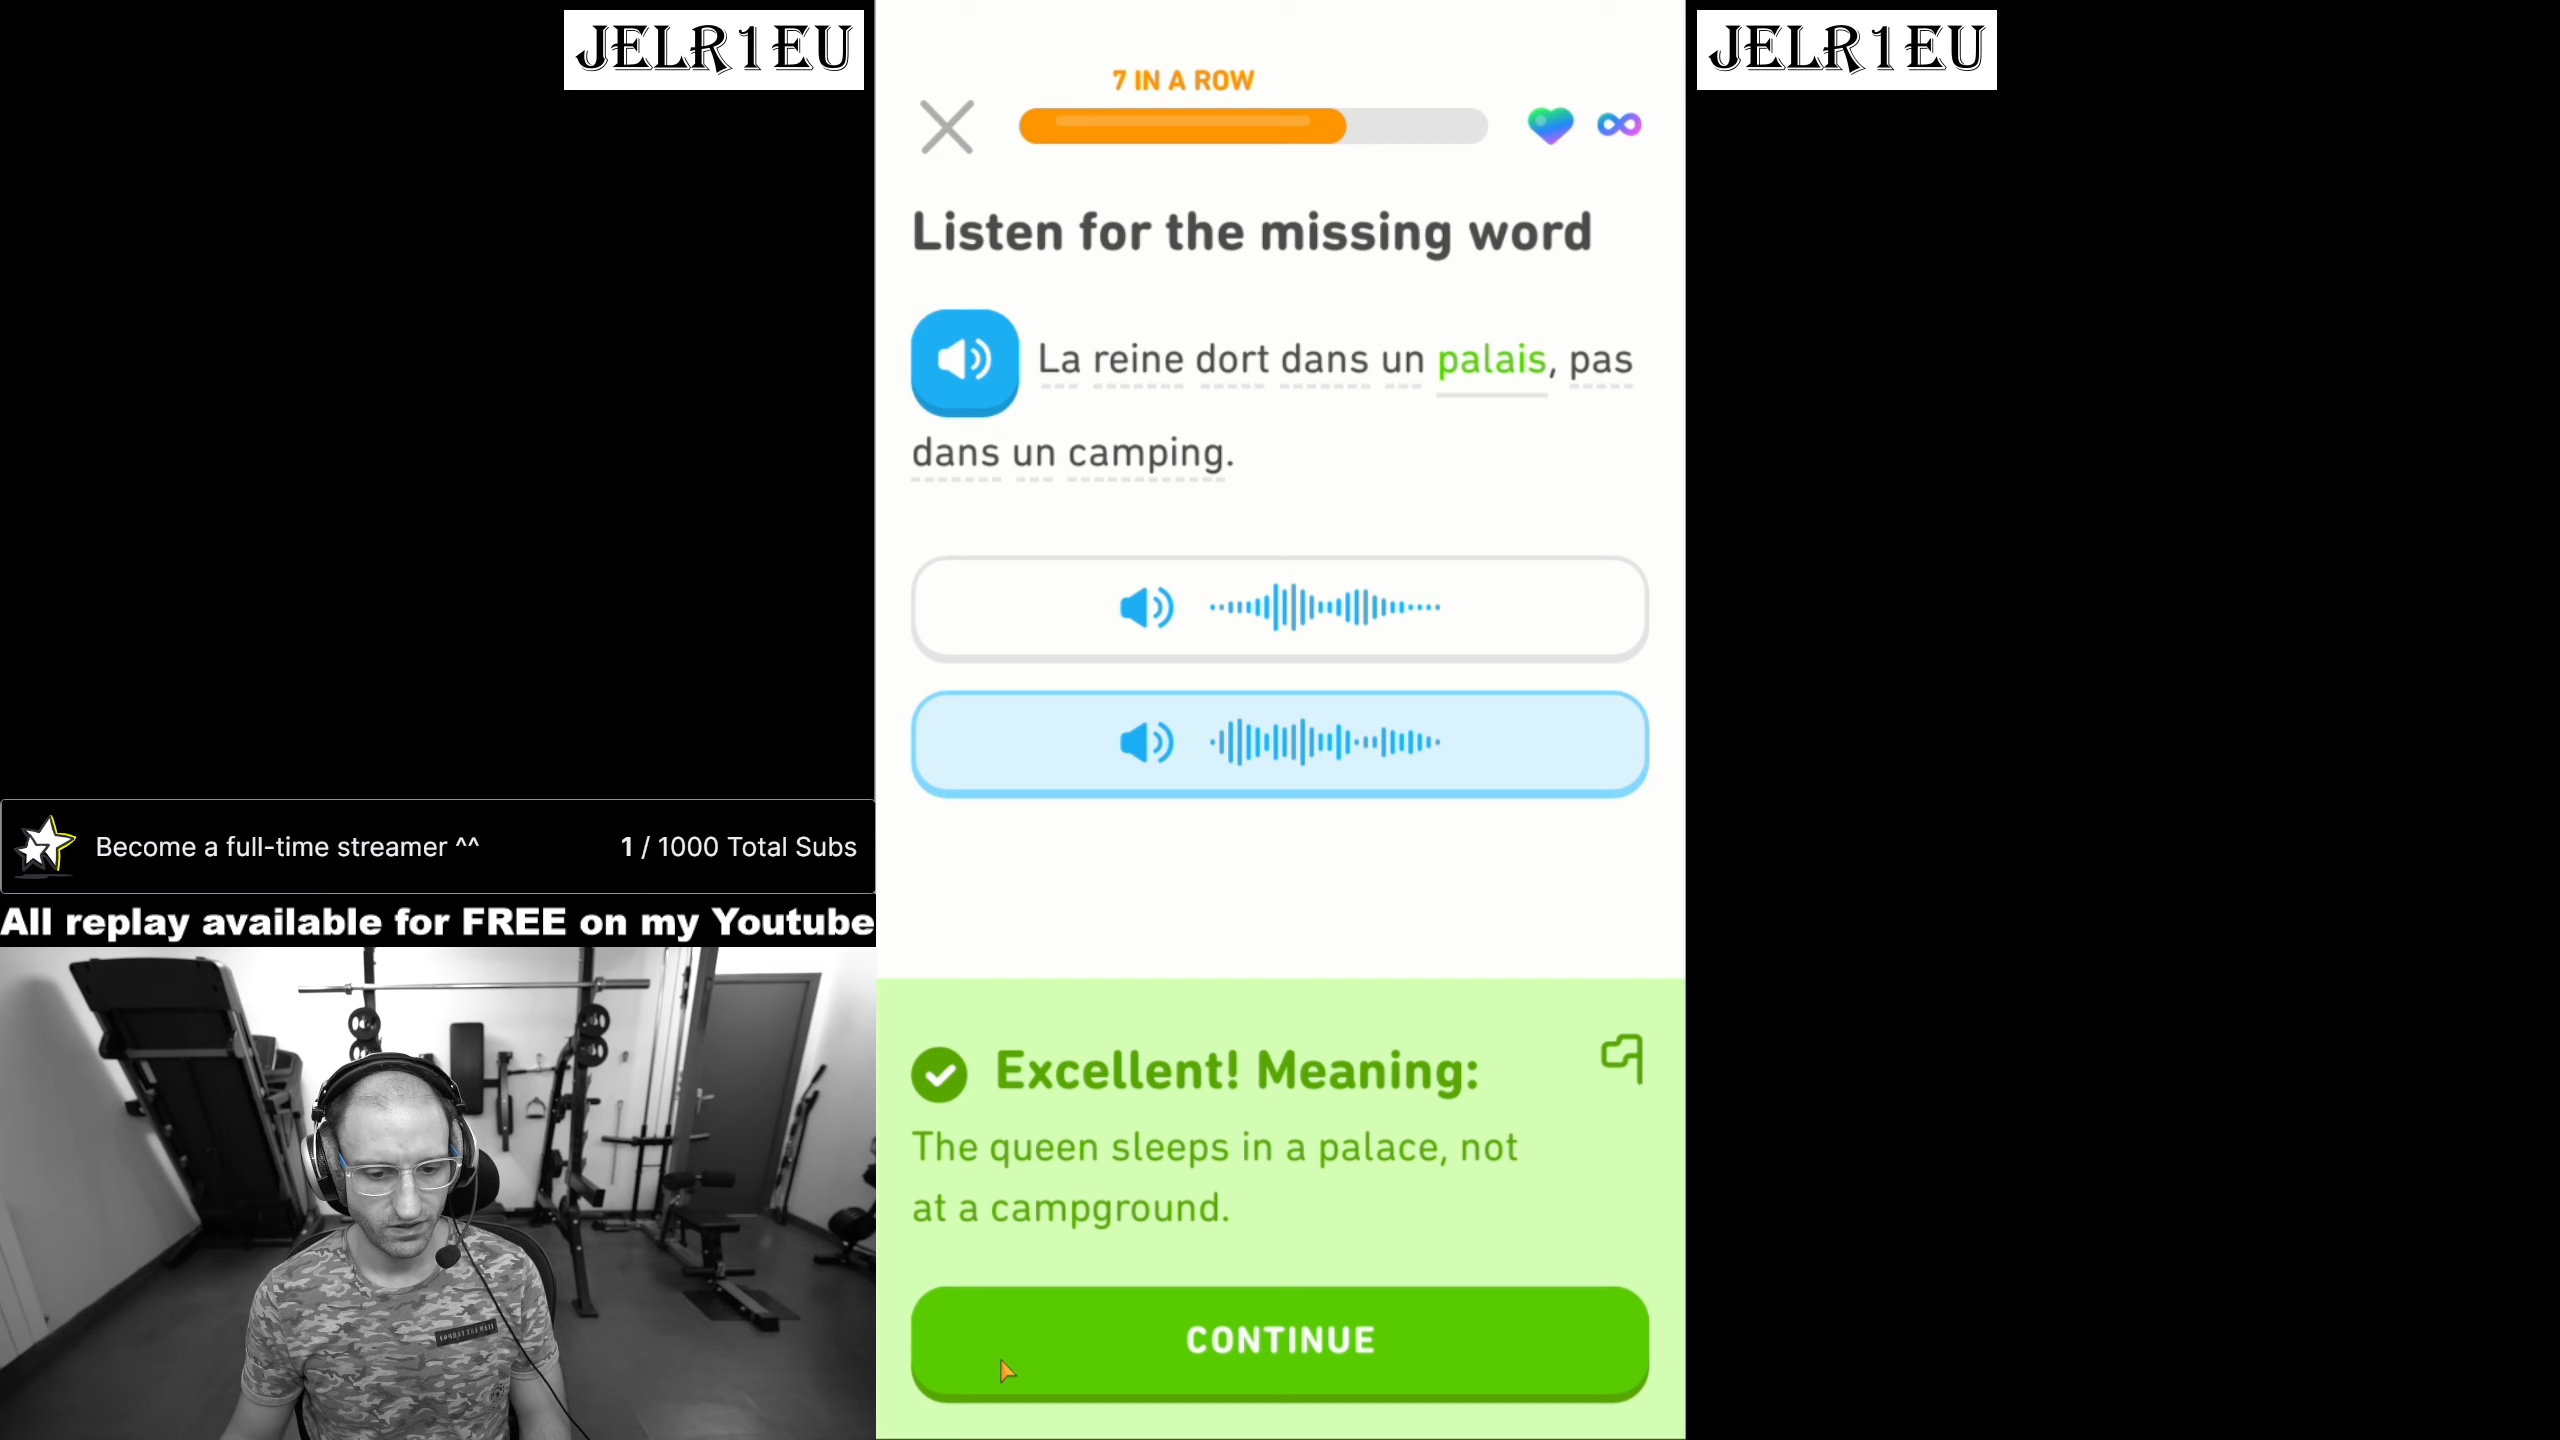 JELR1EU
JELR1EU
7 IN A ROW
Listen for the missing word
La reine dort dans un palais, pas
dans un camping.
Become a full-time streamer ^^
1 / 1000 Total Subs
All replay available for FREE on my Youtube
Excellent! Meaning:
The queen sleeps in a palace, not
at a campground.
CONTINUE